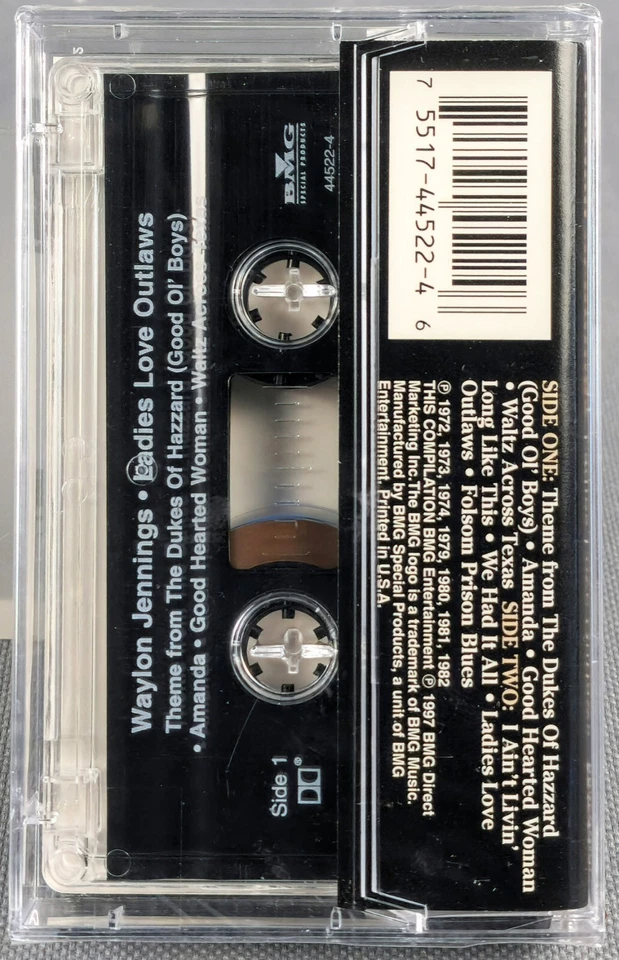 Waylon Jennings • Ladies Love Outlaws
Theme from The Dukes Of Hazzard (Good Ol' Boys)
• Amanda • Good Hearted Woman • Waltz Across Texas
BMG
SPECIAL PRODUCTS
44522-4
Side 1
7 5517-44522-4 6
SIDE ONE: Theme from The Dukes Of Hazzard
(Good Ol' Boys) • Amanda • Good Hearted Woman
• Waltz Across Texas SIDE TWO: I Ain't Livin'
Long Like This • We Had It All • Ladies Love
Outlaws • Folsom Prison Blues
℗ 1972, 1973, 1974, 1979, 1980, 1981, 1982
THIS COMPILATION BMG Entertainment ℗ 1997 BMG Direct
Marketing Inc. The BMG logo is a trademark of BMG Music.
Manufactured by BMG Special Products, a unit of BMG
Entertainment. Printed in U.S.A.